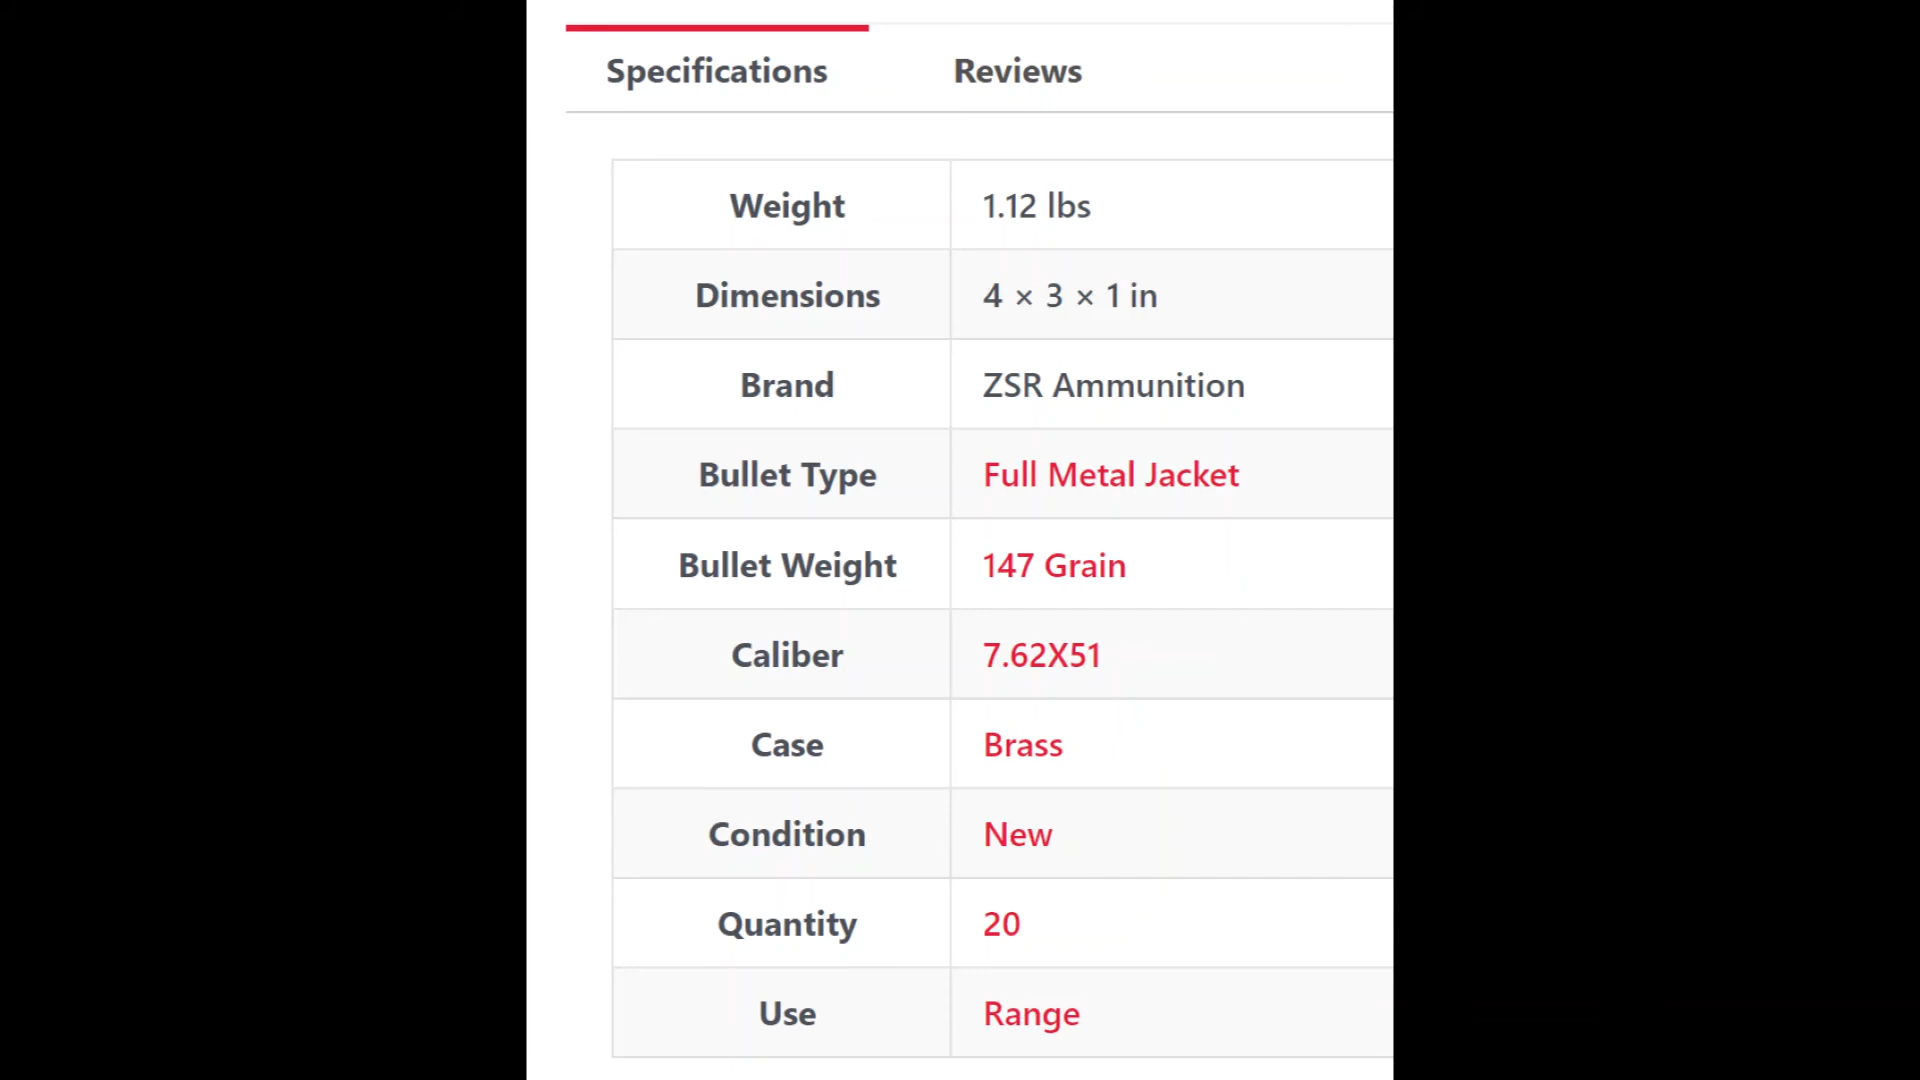 Specifications Reviews
Weight 1.12 lbs
Dimensions 4 × 3 × 1 in
Brand ZSR Ammunition
Bullet Type Full Metal Jacket
Bullet Weight 147 Grain
Caliber 7.62X51
Case Brass
Condition New
Quantity 20
Use Range